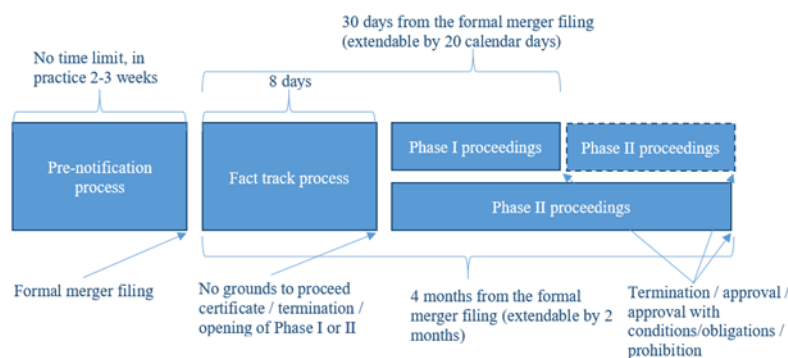 30 days from the formal merger filing
(extendable by 20 calendar days)
No time limit, in
practice 2-3 weeks
8 days
Pre-notification
process
Fact track process
Phase I proceedings
Phase II proceedings
Phase II proceedings
Formal merger filing
No grounds to proceed
certificate / termination /
opening of Phase I or II
4 months from the formal
merger filing (extendable by 2
months)
Termination / approval /
approval with
conditions/obligations /
prohibition